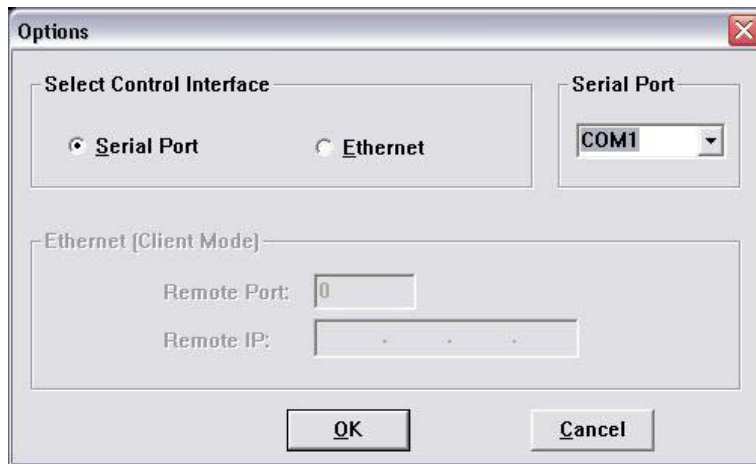 Options
Select Control Interface
Serial Port
Serial Port
Ethernet
COM1
Ethernet (Client Mode)
Remote Port: 0
Remote IP: . . .
OK
Cancel